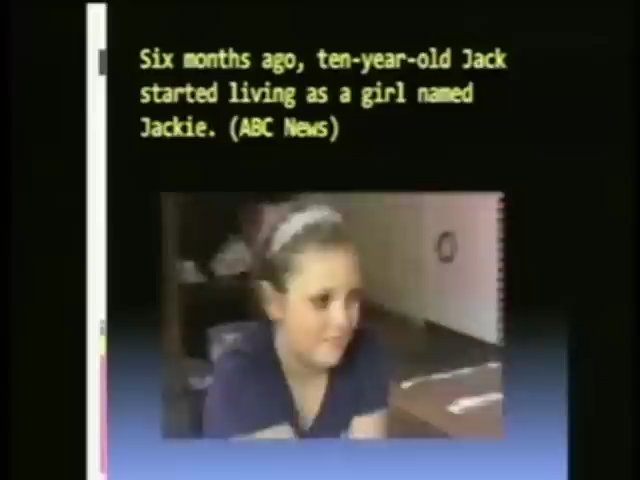 Six months ago, ten-year-old Jack
started living as a girl named
Jackie. (ABC News)